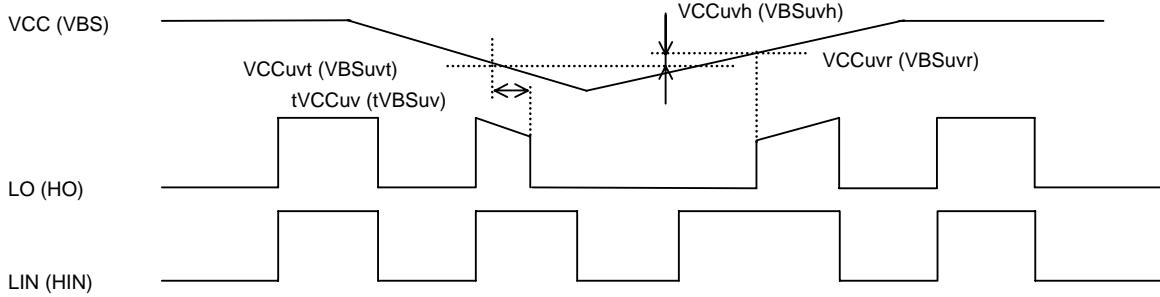 VCCuvh (VBSuvh)
VCC (VBS)
VCCuvr (VBSuvr)
VCCuvt (VBSuvt)
tVCCuv (tVBSuv)
LO (HO)
LIN (HIN)